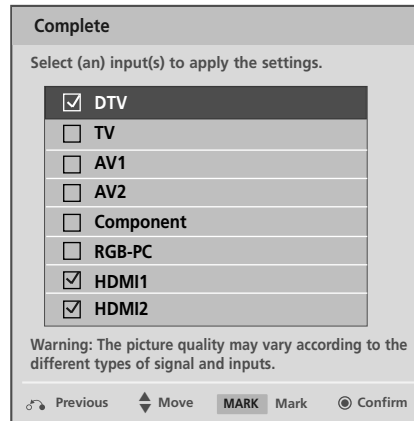 Complete
Select (an) input(s) to apply the settings.
DTV
TV
AV1
AV2
Component
RGB-PC
HDMI1
HDMI2
Warning: The picture quality may vary according to the
different types of signal and inputs.
Previous Move MARK Mark Confirm